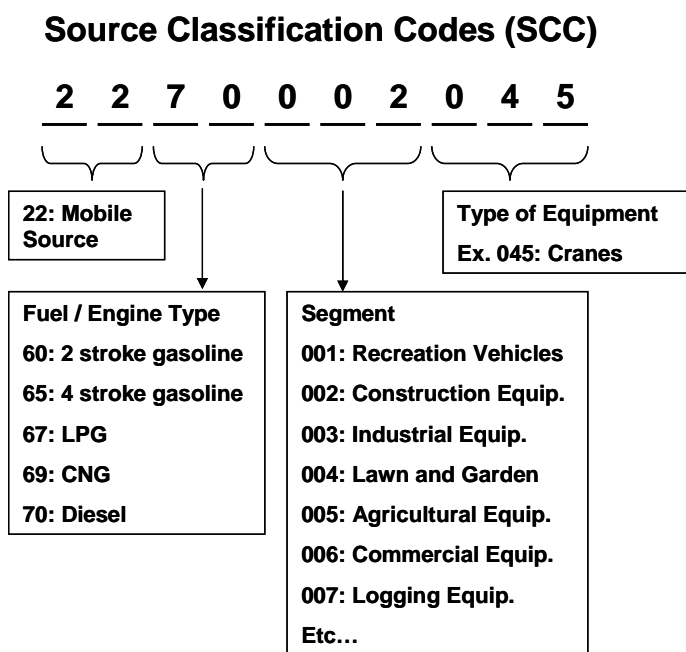 Source Classification Codes (SCC)
2 2 7 0 0 0 2 0 4 5
22: Mobile
Source
Type of Equipment
Ex. 045: Cranes
Fuel / Engine Type
60: 2 stroke gasoline
65: 4 stroke gasoline
67: LPG
69: CNG
70: Diesel
Segment
001: Recreation Vehicles
002: Construction Equip.
003: Industrial Equip.
004: Lawn and Garden
005: Agricultural Equip.
006: Commercial Equip.
007: Logging Equip.
Etc...